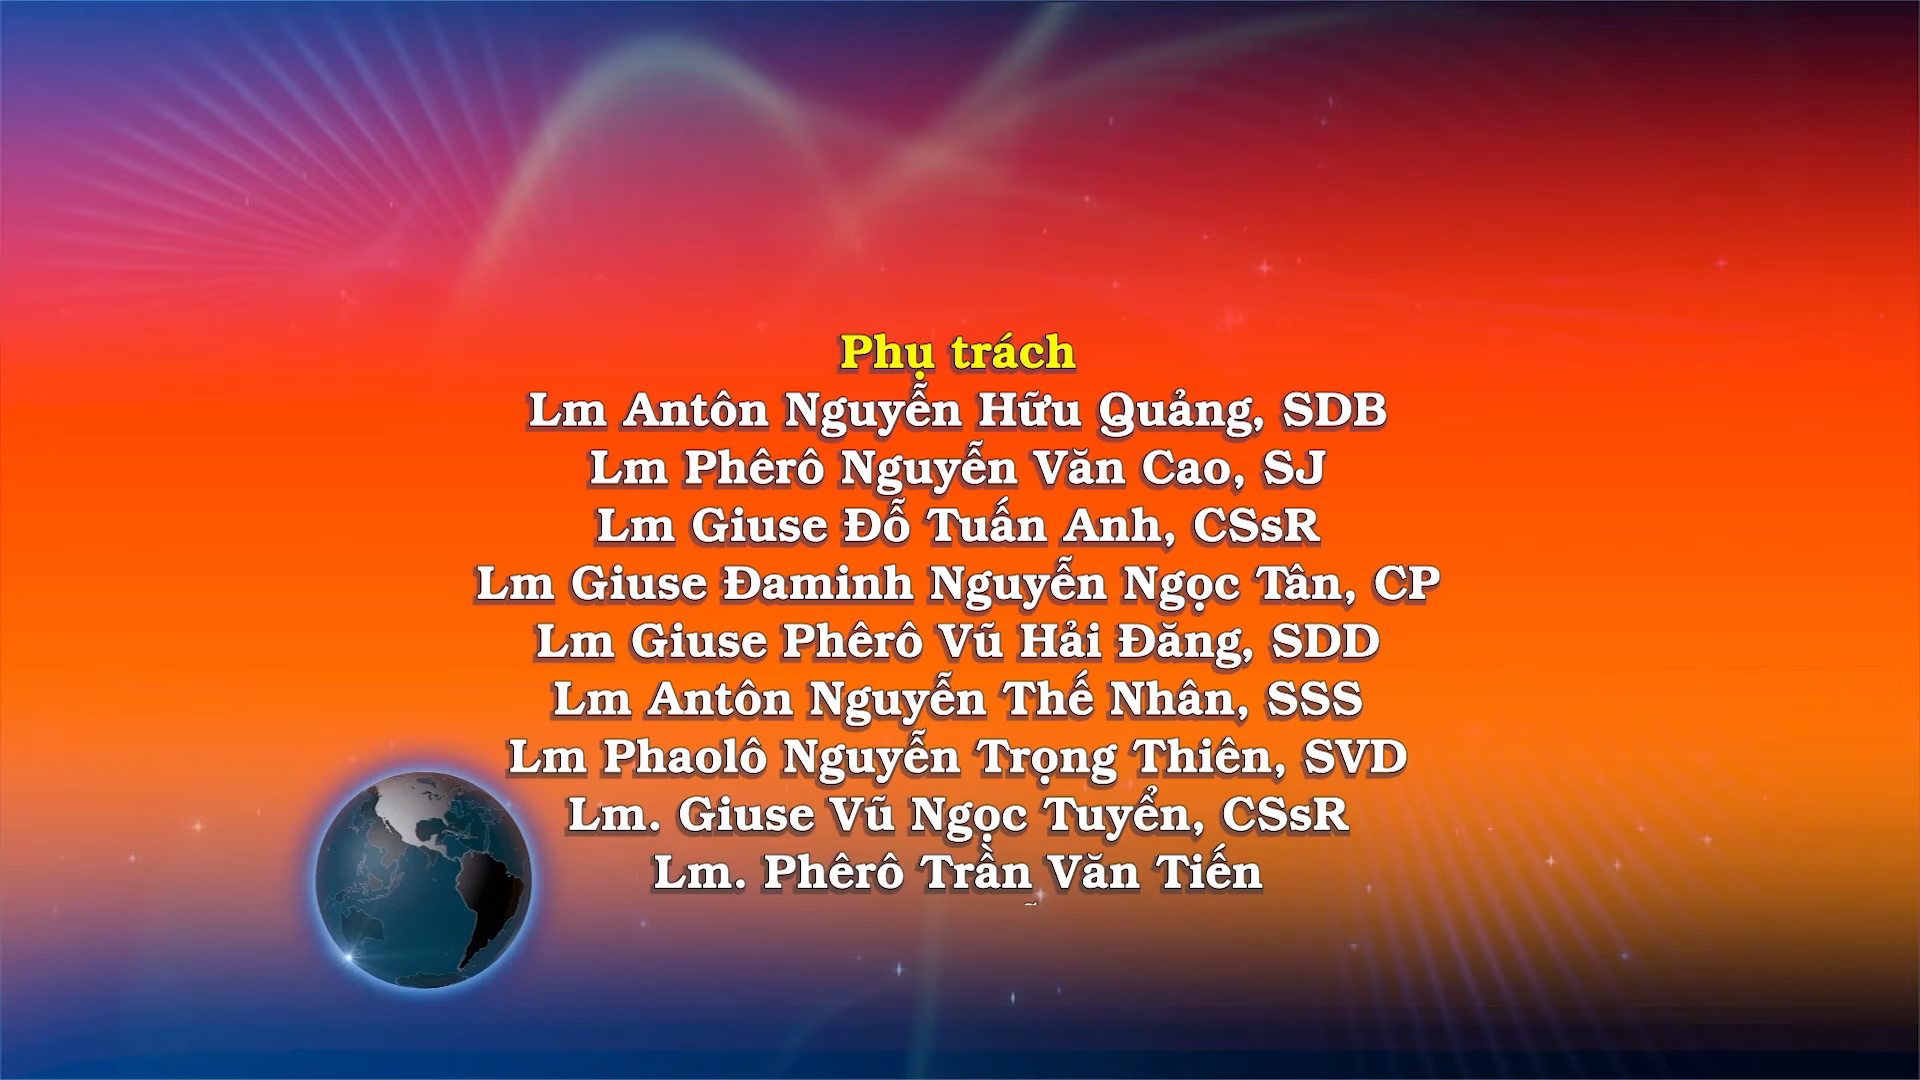 Phụ trách
Lm Antôn Nguyễn Hữu Quảng, SDB
Lm Phêrô Nguyễn Văn Cao, SJ
Lm Giuse Đỗ Tuấn Anh, CSsR
Lm Giuse Đaminh Nguyễn Ngọc Tân, CP
Lm Giuse Phêrô Vũ Hải Đăng, SDD
Lm Antôn Nguyễn Thế Nhân, SSS
Lm Phaolô Nguyễn Trọng Thiên, SVD
Lm. Giuse Vũ Ngọc Tuyển, CSsR
Lm. Phêrô Trần Văn Tiến